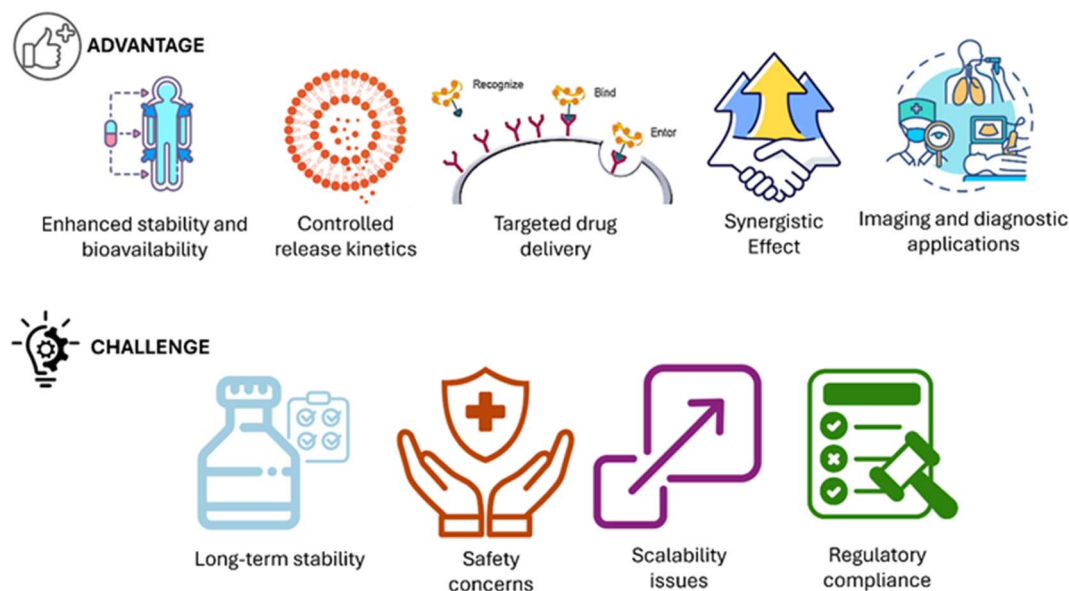 ADVANTAGE
Recognize
Bind
Enter
Enhanced stability and
bioavailability
Controlled
release kinetics
Targeted drug
delivery
Synergistic
Effect
Imaging and diagnostic
applications
CHALLENGE
Long-term stability
Safety
concerns
Scalability
issues
Regulatory
compliance